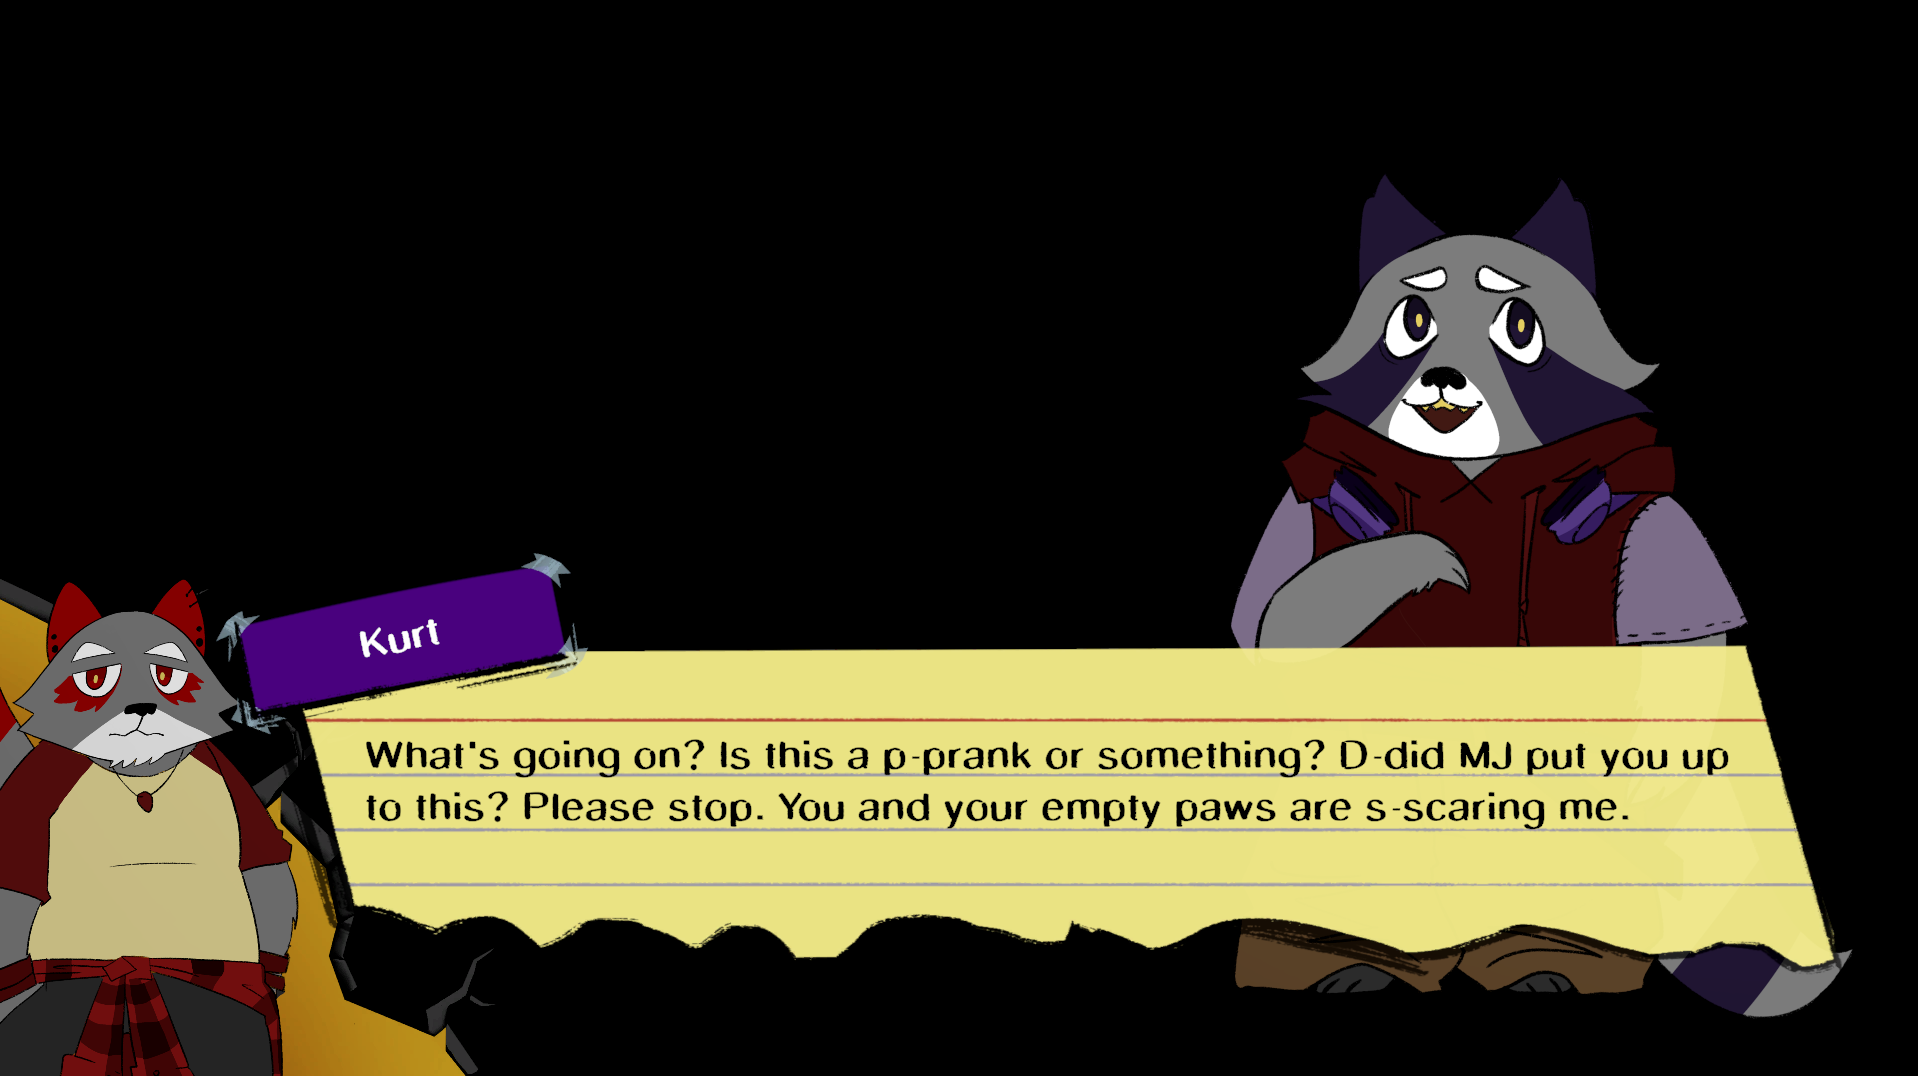 Kurt
What's going on? Is this a p-prank or something? D-did MJ put you up
to this? Please stop. You and your empty paws are s-scaring me.